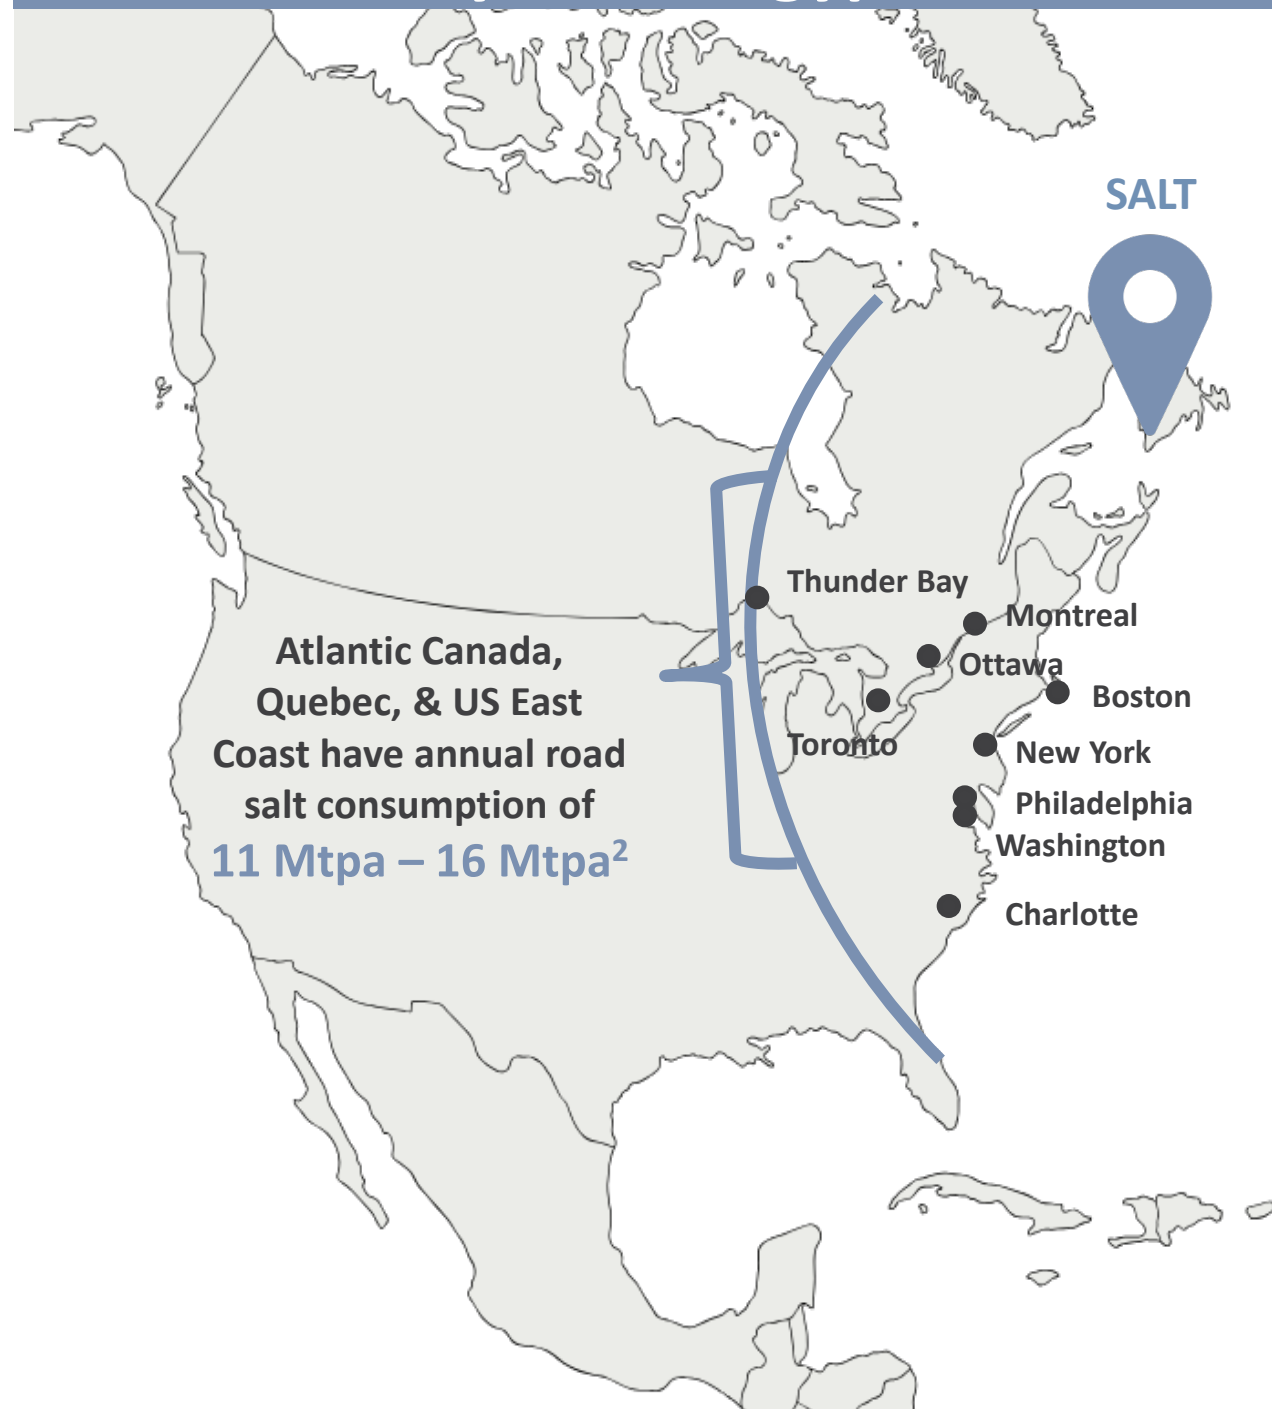 SALT
Thunder Bay
Montreal
Ottawa
Boston
Toronto
New York
Philadelphia
Washington
Charlotte
Atlantic Canada,
Quebec, & US East
Coast have annual road
salt consumption of
11 Mtpa – 16 Mtpa²